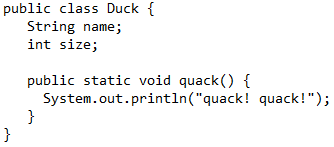 public class Duck {
   String name;
   int size;

   public static void quack() {
     System.out.println("quack! quack!");
   }
}